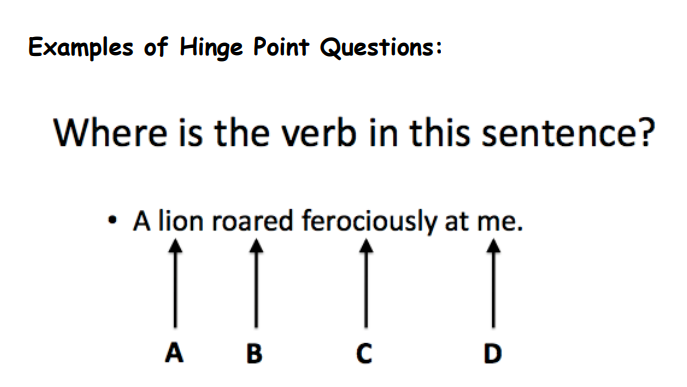 Examples of Hinge Point Questions:
Where is the verb in this sentence?
• A lion roared ferociously at me.
A B C D